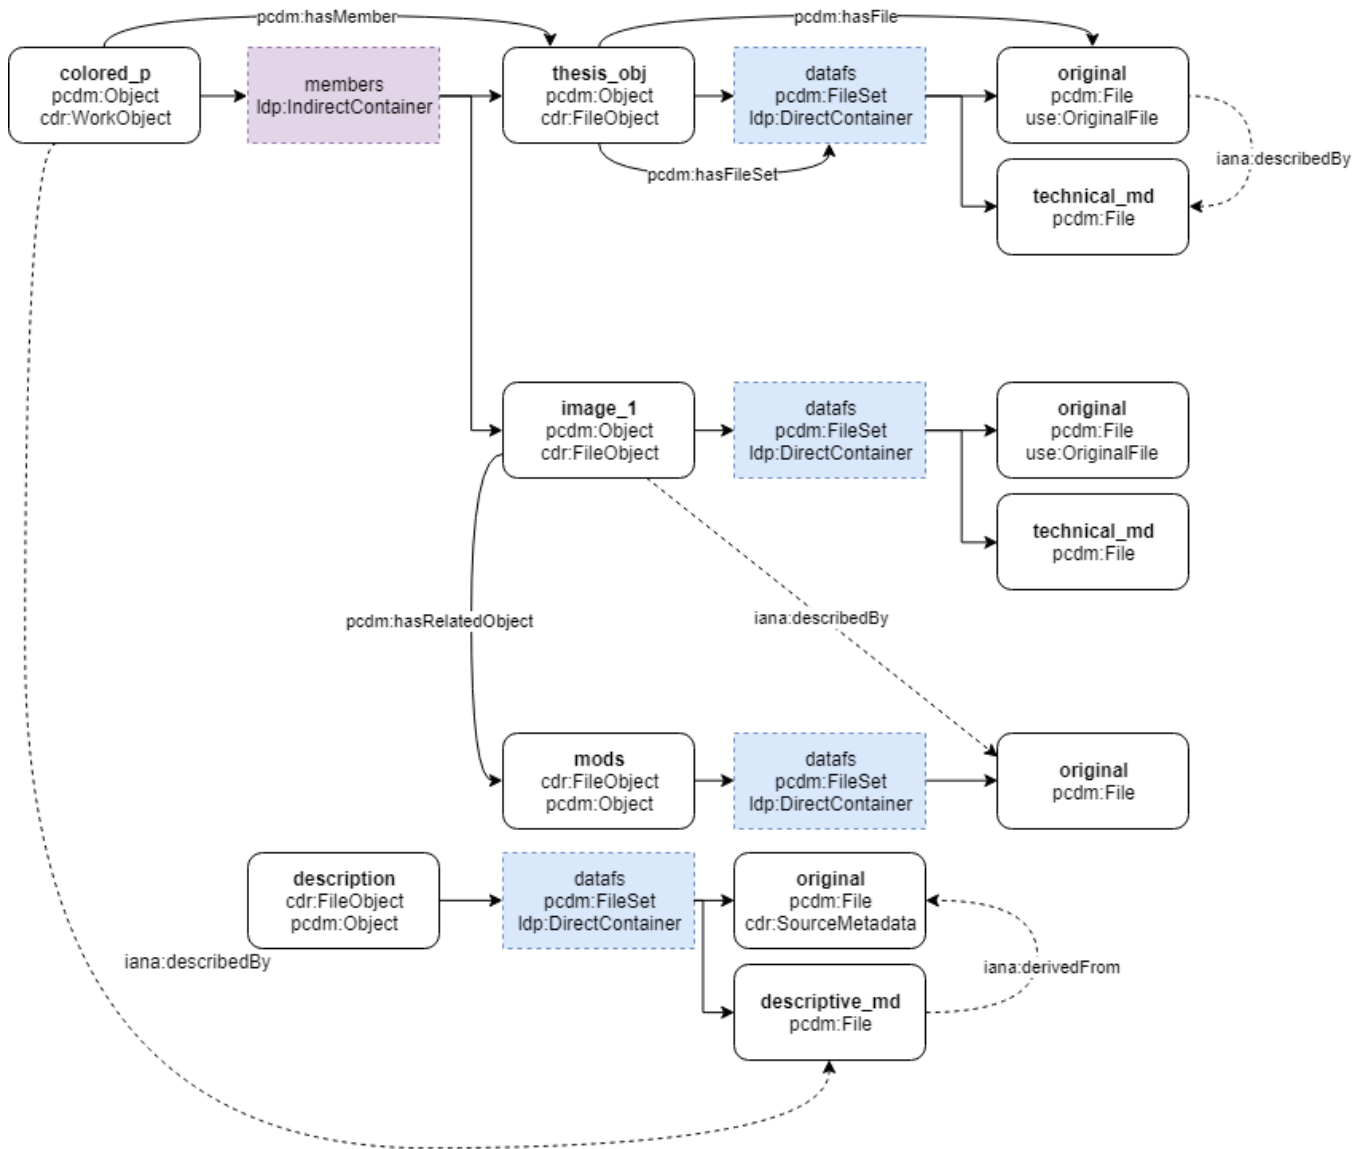 pcdm:hasMember
pcdm:hasFile
colored_p
pcdm:Object
cdr:WorkObject
members
ldp:IndirectContainer
thesis_obj
pcdm:Object
cdr:FileObject
datafs
pcdm:FileSet
ldp:DirectContainer
original
pcdm:File
use:OriginalFile
iana:describedBy
pcdm:hasFileSet
technical_md
pcdm:File
image_1
pcdm:Object
cdr:FileObject
datafs
pcdm:FileSet
ldp:DirectContainer
original
pcdm:File
use:OriginalFile
technical_md
pcdm:File
pcdm:hasRelatedObject
iana:describedBy
mods
cdr:FileObject
pcdm:Object
datafs
pcdm:FileSet
ldp:DirectContainer
original
pcdm:File
description
cdr:FileObject
pcdm:Object
datafs
pcdm:FileSet
ldp:DirectContainer
original
pcdm:File
cdr:SourceMetadata
iana:describedBy
iana:derivedFrom
descriptive_md
pcdm:File